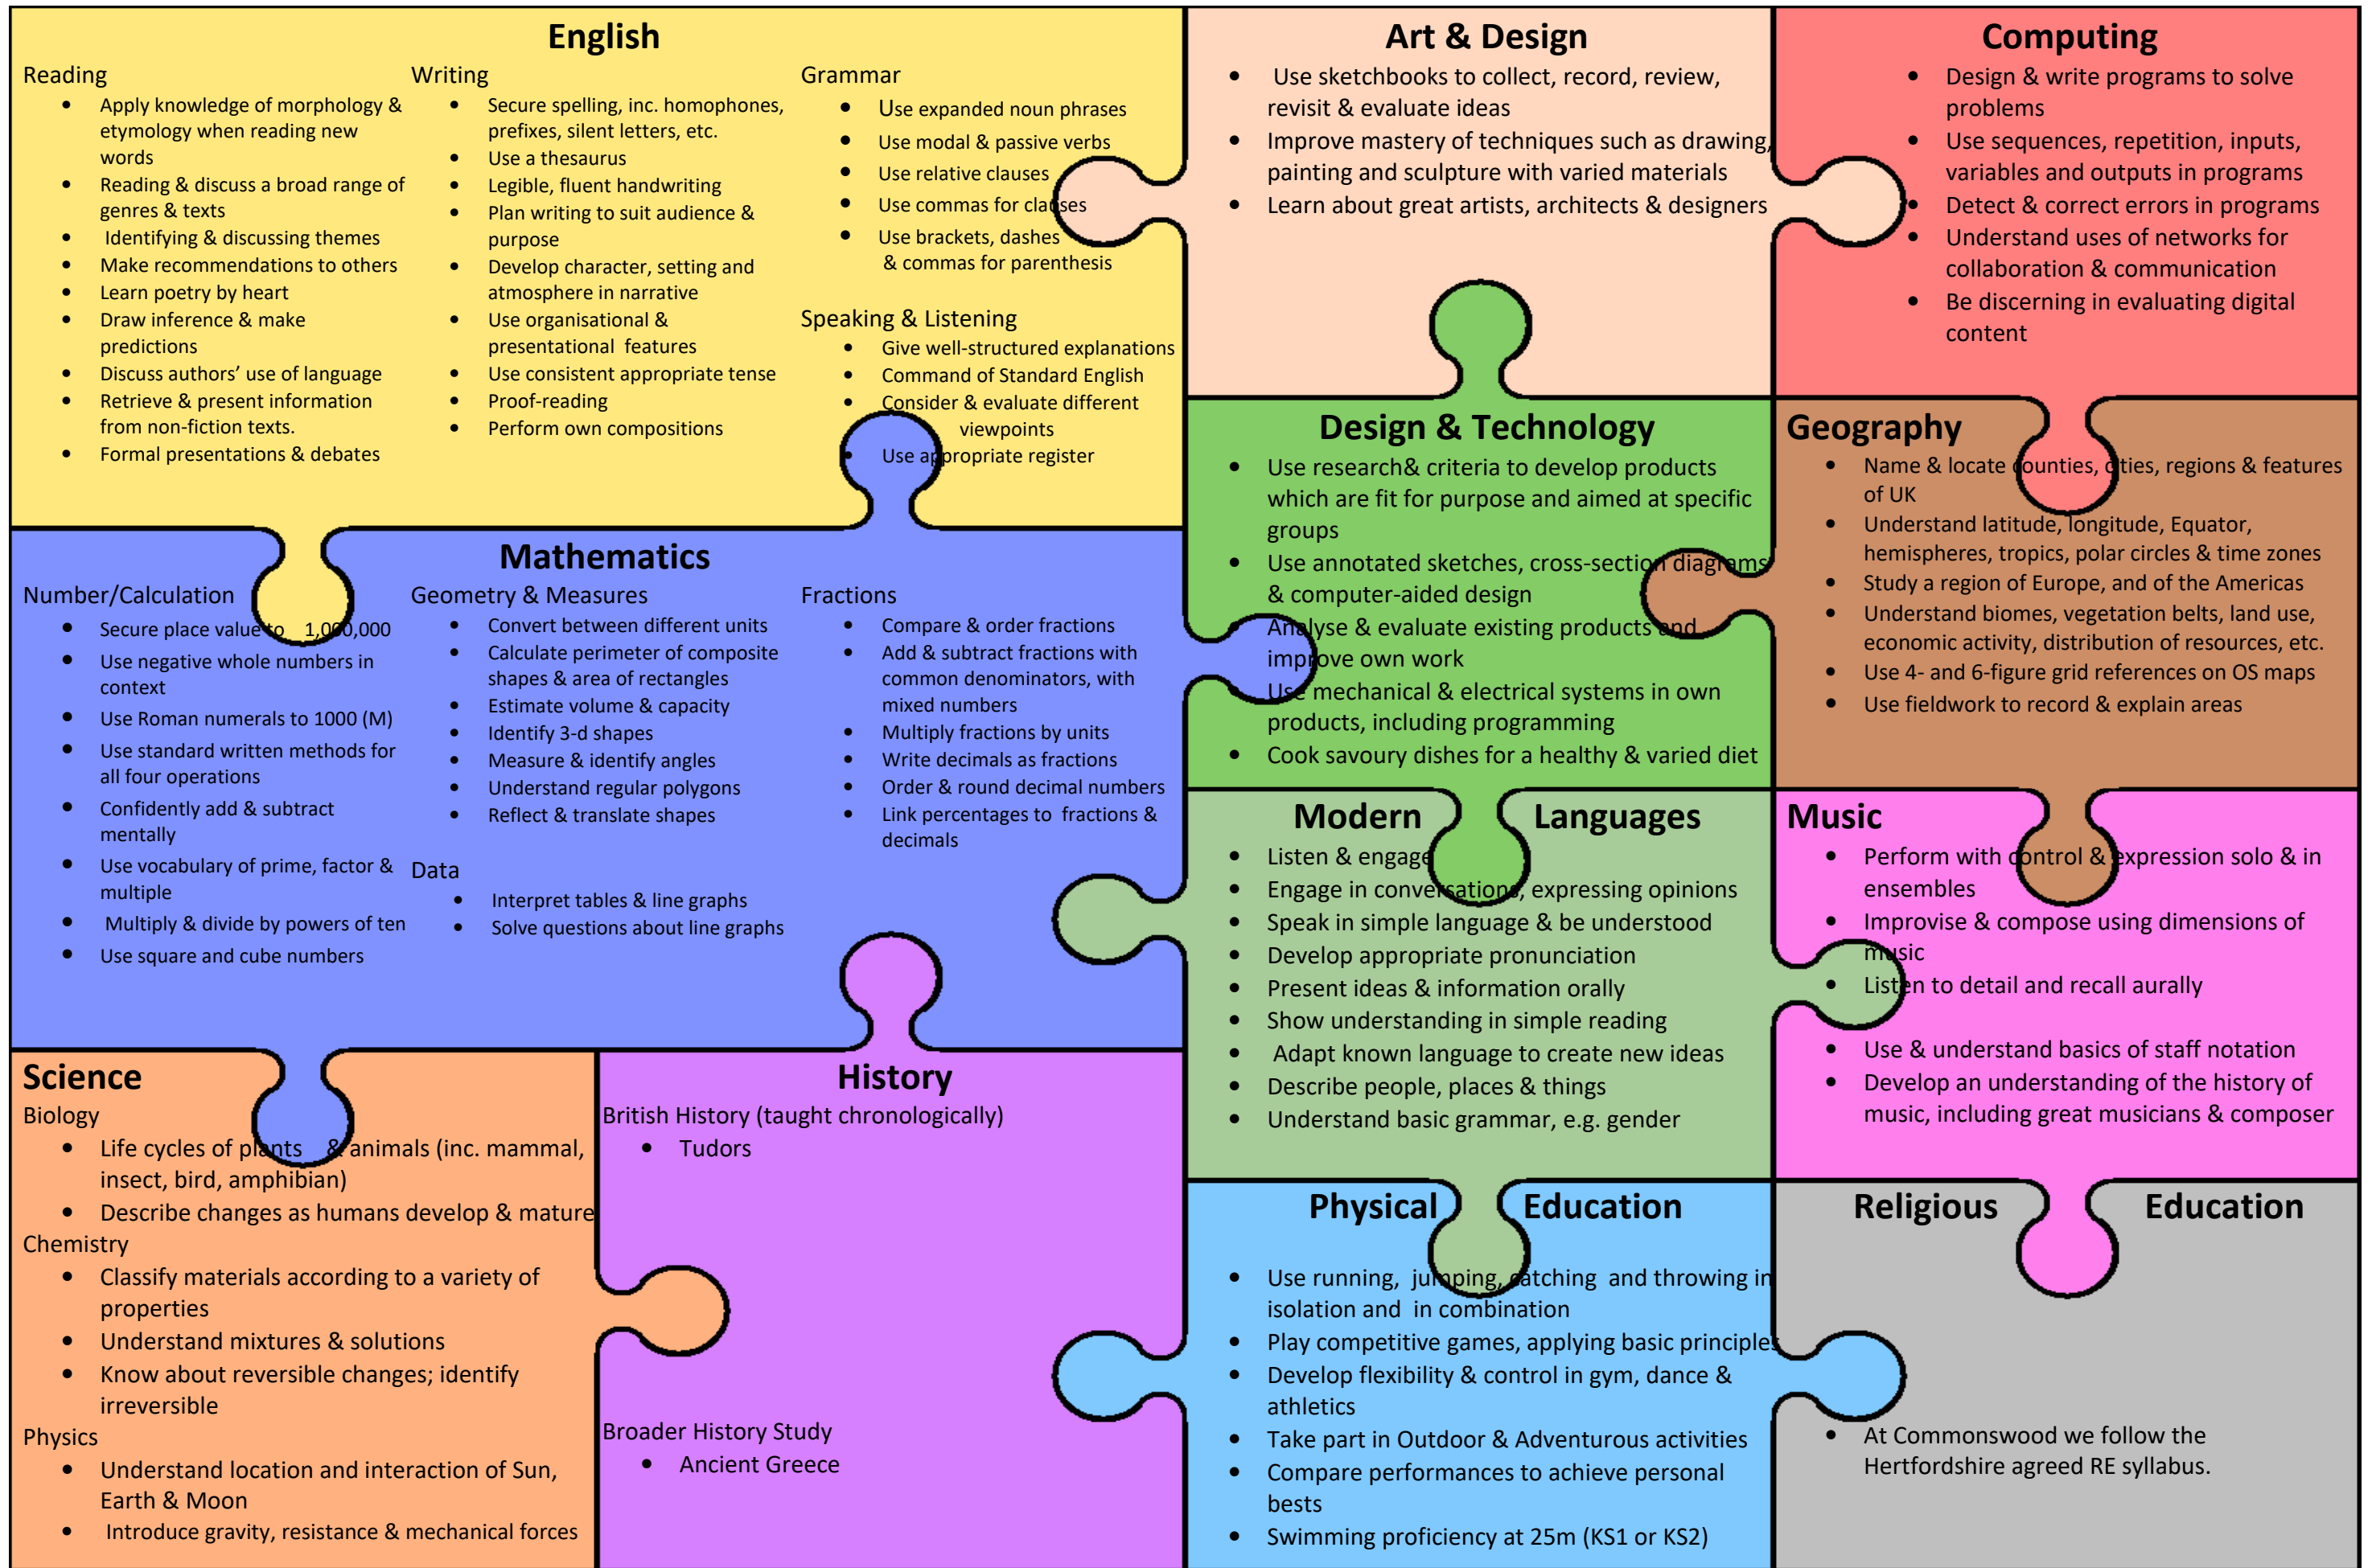 English
Reading
• Apply knowledge of morphology &
etymology when reading new
words
• Reading & discuss a broad range of
genres & texts
• Identifying & discussing themes
• Make recommendations to others
• Learn poetry by heart
• Draw inference & make
predictions
• Discuss authors’ use of language
• Retrieve & present information
from non-fiction texts.
• Formal presentations & debates
Writing
• Secure spelling, inc. homophones,
prefixes, silent letters, etc.
• Use a thesaurus
• Legible, fluent handwriting
• Plan writing to suit audience &
purpose
• Develop character, setting and
atmosphere in narrative
• Use organisational &
presentational features
• Use consistent appropriate tense
• Proof-reading
• Perform own compositions
Grammar
• Use expanded noun phrases
• Use modal & passive verbs
• Use relative clauses
• Use commas for clauses
• Use brackets, dashes
& commas for parenthesis
Speaking & Listening
• Give well-structured explanations
• Command of Standard English
• Consider & evaluate different
viewpoints
• Use appropriate register
Art & Design
• Use sketchbooks to collect, record, review,
revisit & evaluate ideas
• Improve mastery of techniques such as drawing,
painting and sculpture with varied materials
• Learn about great artists, architects & designers
Computing
• Design & write programs to solve
problems
• Use sequences, repetition, inputs,
variables and outputs in programs
• Detect & correct errors in programs
• Understand uses of networks for
collaboration & communication
• Be discerning in evaluating digital
content
Mathematics
Number/Calculation
• Secure place value to 1,000,000
• Use negative whole numbers in
context
• Use Roman numerals to 1000 (M)
• Use standard written methods for
all four operations
• Confidently add & subtract
mentally
• Use vocabulary of prime, factor &
multiple
• Multiply & divide by powers of ten
• Use square and cube numbers
Geometry & Measures
• Convert between different units
• Calculate perimeter of composite
shapes & area of rectangles
• Estimate volume & capacity
• Identify 3-d shapes
• Measure & identify angles
• Understand regular polygons
• Reflect & translate shapes
Data
• Interpret tables & line graphs
• Solve questions about line graphs
Fractions
• Compare & order fractions
• Add & subtract fractions with
common denominators, with
mixed numbers
• Multiply fractions by units
• Write decimals as fractions
• Order & round decimal numbers
• Link percentages to fractions &
decimals
Design & Technology
• Use research& criteria to develop products
which are fit for purpose and aimed at specific
groups
• Use annotated sketches, cross-section diagrams
& computer-aided design
• Analyse & evaluate existing products and
improve own work
• Use mechanical & electrical systems in own
products, including programming
• Cook savoury dishes for a healthy & varied diet
Geography
• Name & locate counties, cities, regions & features
of UK
• Understand latitude, longitude, Equator,
hemispheres, tropics, polar circles & time zones
• Study a region of Europe, and of the Americas
• Understand biomes, vegetation belts, land use,
economic activity, distribution of resources, etc.
• Use 4- and 6-figure grid references on OS maps
• Use fieldwork to record & explain areas
Modern Languages
• Listen & engage
• Engage in conversations, expressing opinions
• Speak in simple language & be understood
• Develop appropriate pronunciation
• Present ideas & information orally
• Show understanding in simple reading
• Adapt known language to create new ideas
• Describe people, places & things
• Understand basic grammar, e.g. gender
Music
• Perform with control & expression solo & in
ensembles
• Improvise & compose using dimensions of
music
• Listen to detail and recall aurally
• Use & understand basics of staff notation
• Develop an understanding of the history of
music, including great musicians & composer
Science
Biology
• Life cycles of plants & animals (inc. mammal,
insect, bird, amphibian)
• Describe changes as humans develop & mature
Chemistry
• Classify materials according to a variety of
properties
• Understand mixtures & solutions
• Know about reversible changes; identify
irreversible
Physics
• Understand location and interaction of Sun,
Earth & Moon
• Introduce gravity, resistance & mechanical forces
History
British History (taught chronologically)
• Tudors
Broader History Study
• Ancient Greece
Physical Education
• Use running, jumping, catching and throwing in
isolation and in combination
• Play competitive games, applying basic principles
• Develop flexibility & control in gym, dance &
athletics
• Take part in Outdoor & Adventurous activities
• Compare performances to achieve personal
bests
• Swimming proficiency at 25m (KS1 or KS2)
Religious Education
• At Commonswood we follow the
Hertfordshire agreed RE syllabus.